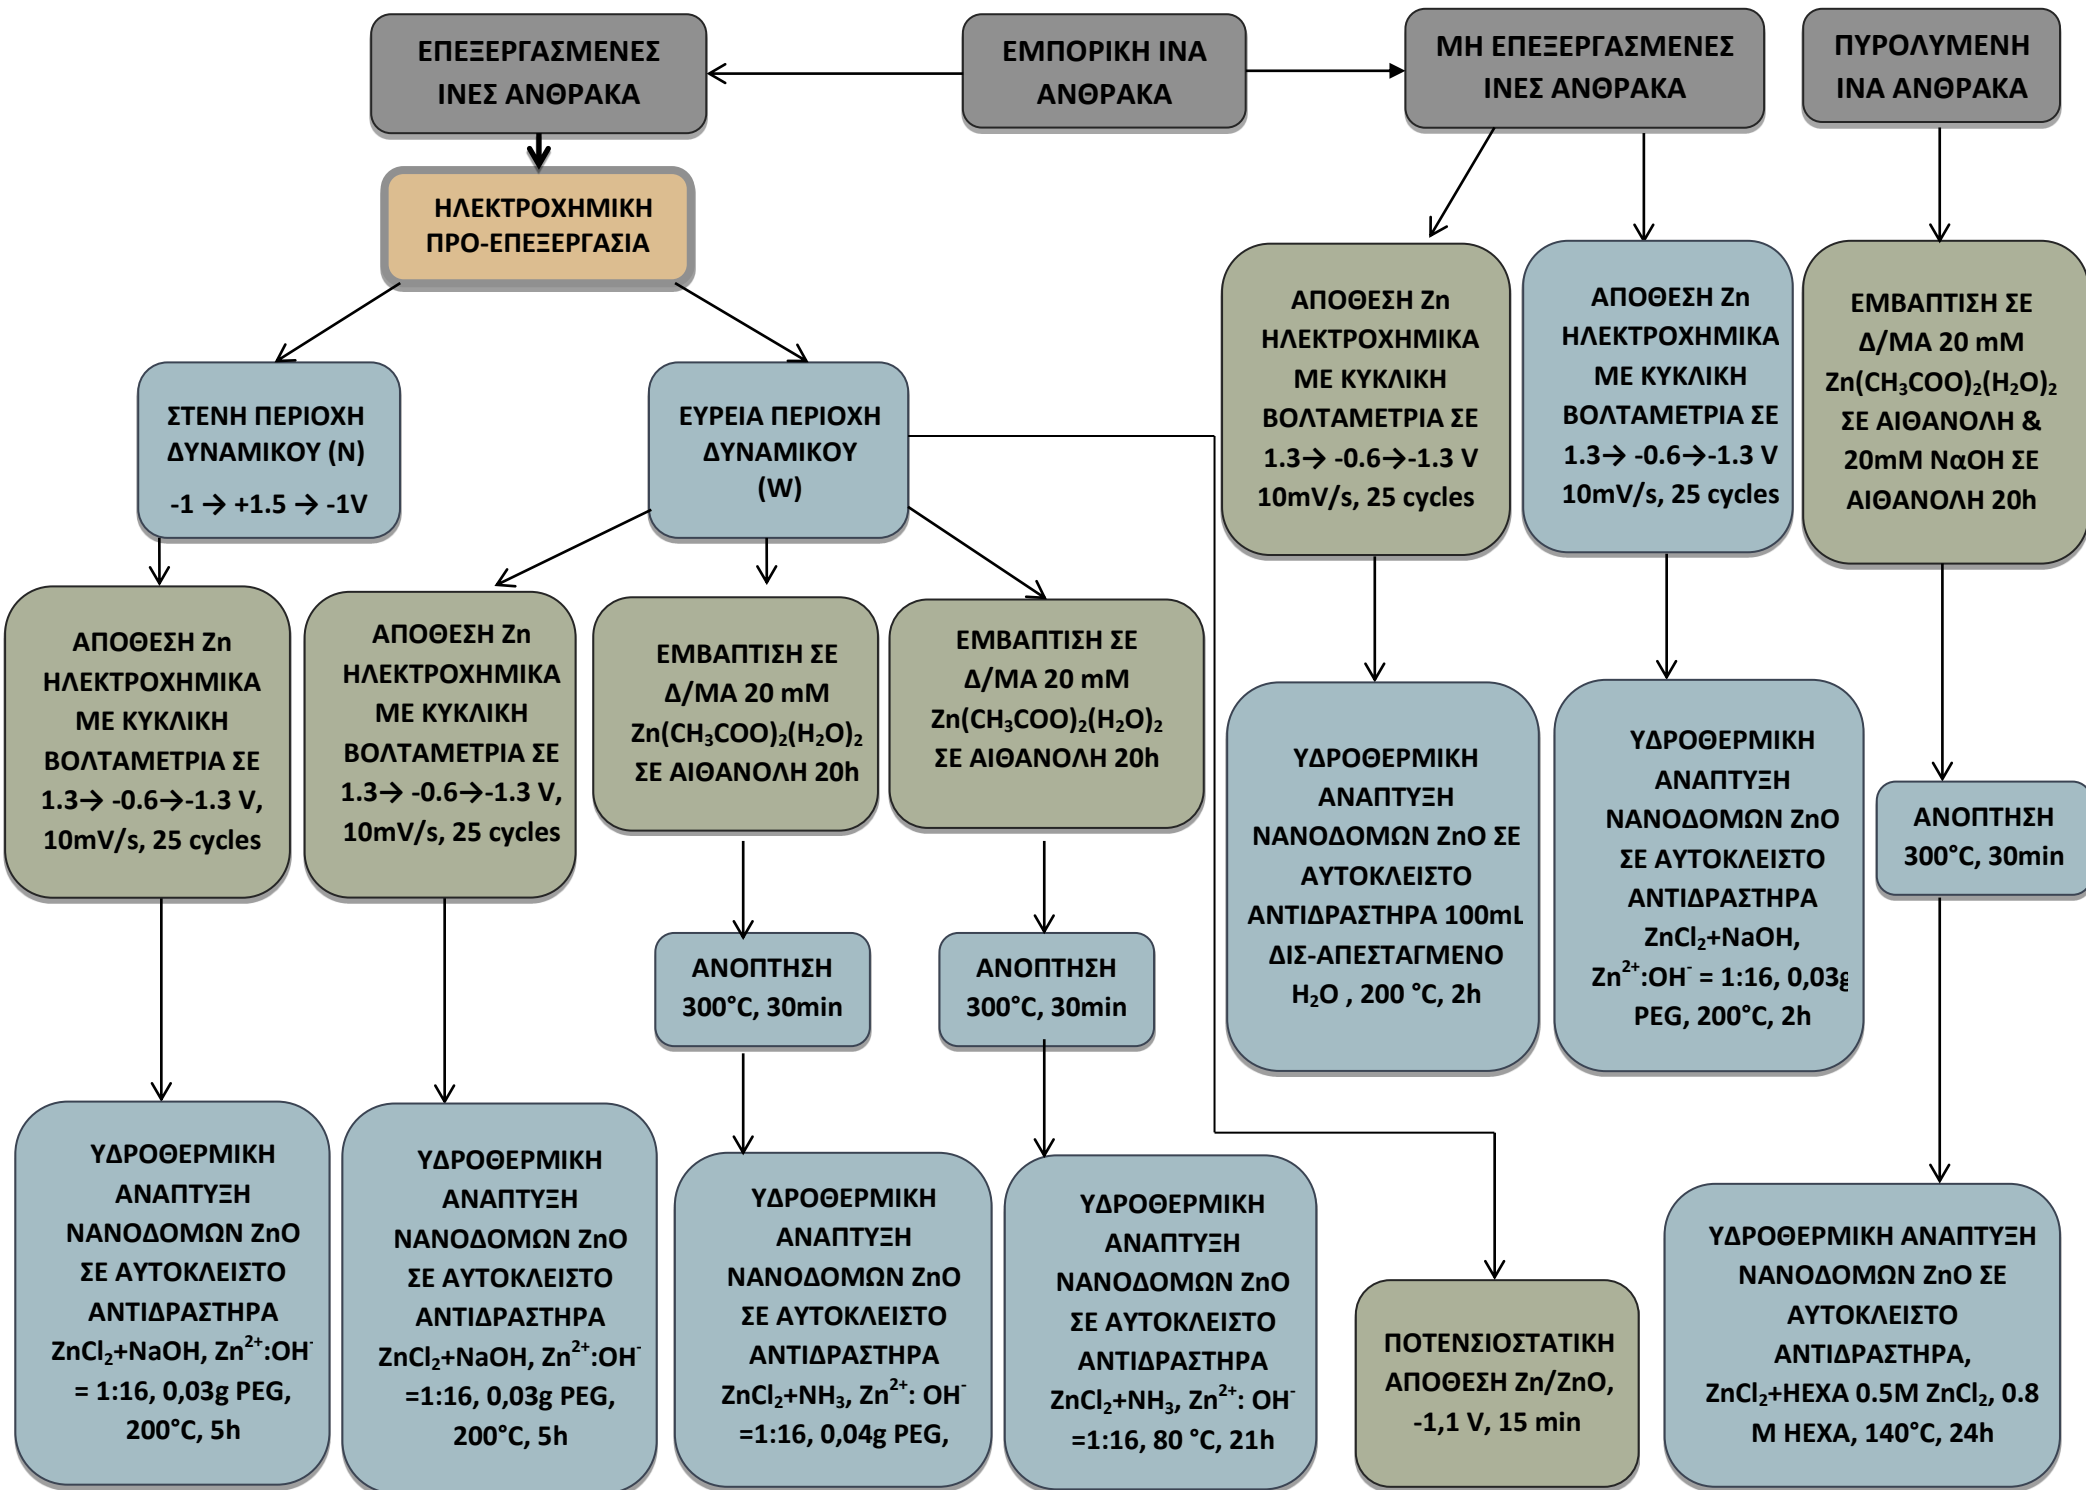 ΕΠΕΞΕΡΓΑΣΜΕΝΕΣ
ΙΝΕΣ ΑΝΘΡΑΚΑ
ΕΜΠΟΡΙΚΗ ΙΝΑ
ΑΝΘΡΑΚΑ
ΜΗ ΕΠΕΞΕΡΓΑΣΜΕΝΕΣ
ΙΝΕΣ ΑΝΘΡΑΚΑ
ΠΥΡΟΛΥΜΕΝΗ
ΙΝΑ ΑΝΘΡΑΚΑ
ΗΛΕΚΤΡΟΧΗΜΙΚΗ
ΠΡΟ-ΕΠΕΞΕΡΓΑΣΙΑ
ΣΤΕΝΗ ΠΕΡΙΟΧΗ
ΔΥΝΑΜΙΚΟΥ (Ν)
-1 → +1.5 → -1V
ΕΥΡΕΙΑ ΠΕΡΙΟΧΗ
ΔΥΝΑΜΙΚΟΥ
(W)
ΑΠΟΘΕΣΗ Zn
ΗΛΕΚΤΡΟΧΗΜΙΚΑ
ΜΕ ΚΥΚΛΙΚΗ
ΒΟΛΤΑΜΕΤΡΙΑ ΣΕ
1.3→ -0.6→-1.3 V
10mV/s, 25 cycles
ΑΠΟΘΕΣΗ Zn
ΗΛΕΚΤΡΟΧΗΜΙΚΑ
ΜΕ ΚΥΚΛΙΚΗ
ΒΟΛΤΑΜΕΤΡΙΑ ΣΕ
1.3→ -0.6→-1.3 V
10mV/s, 25 cycles
ΕΜΒΑΠΤΙΣΗ ΣΕ
Δ/ΜΑ 20 mM
Zn(CH₃COO)₂(H₂O)₂
ΣΕ ΑΙΘΑΝΟΛΗ &
20mM ΝαΟΗ ΣΕ
ΑΙΘΑΝΟΛΗ 20h
ΑΠΟΘΕΣΗ Zn
ΗΛΕΚΤΡΟΧΗΜΙΚΑ
ΜΕ ΚΥΚΛΙΚΗ
ΒΟΛΤΑΜΕΤΡΙΑ ΣΕ
1.3→ -0.6→-1.3 V,
10mV/s, 25 cycles
ΑΠΟΘΕΣΗ Zn
ΗΛΕΚΤΡΟΧΗΜΙΚΑ
ΜΕ ΚΥΚΛΙΚΗ
ΒΟΛΤΑΜΕΤΡΙΑ ΣΕ
1.3→ -0.6→-1.3 V,
10mV/s, 25 cycles
ΕΜΒΑΠΤΙΣΗ ΣΕ
Δ/ΜΑ 20 mM
Zn(CH₃COO)₂(H₂O)₂
ΣΕ ΑΙΘΑΝΟΛΗ 20h
ΕΜΒΑΠΤΙΣΗ ΣΕ
Δ/ΜΑ 20 mM
Zn(CH₃COO)₂(H₂O)₂
ΣΕ ΑΙΘΑΝΟΛΗ 20h
ΥΔΡΟΘΕΡΜΙΚΗ
ΑΝΑΠΤΥΞΗ
ΝΑΝΟΔΟΜΩΝ ZnO ΣΕ
ΑΥΤΟΚΛΕΙΣΤΟ
ΑΝΤΙΔΡΑΣΤΗΡΑ 100mL
ΔΙΣ-ΑΠΕΣΤΑΓΜΕΝΟ
H₂O , 200 °C, 2h
ΥΔΡΟΘΕΡΜΙΚΗ
ΑΝΑΠΤΥΞΗ
ΝΑΝΟΔΟΜΩΝ ZnO
ΣΕ ΑΥΤΟΚΛΕΙΣΤΟ
ΑΝΤΙΔΡΑΣΤΗΡΑ
ZnCl₂+NaOH,
Zn²⁺:OH⁻ = 1:16, 0,03g
PEG, 200°C, 2h
ΑΝΟΠΤΗΣΗ
300°C, 30min
ΑΝΟΠΤΗΣΗ
300°C, 30min
ΑΝΟΠΤΗΣΗ
300°C, 30min
ΥΔΡΟΘΕΡΜΙΚΗ
ΑΝΑΠΤΥΞΗ
ΝΑΝΟΔΟΜΩΝ ZnO
ΣΕ ΑΥΤΟΚΛΕΙΣΤΟ
ΑΝΤΙΔΡΑΣΤΗΡΑ
ZnCl₂+NaOH, Zn²⁺:OH⁻
= 1:16, 0,03g PEG,
200°C, 5h
ΥΔΡΟΘΕΡΜΙΚΗ
ΑΝΑΠΤΥΞΗ
ΝΑΝΟΔΟΜΩΝ ZnO
ΣΕ ΑΥΤΟΚΛΕΙΣΤΟ
ΑΝΤΙΔΡΑΣΤΗΡΑ
ZnCl₂+NaOH, Zn²⁺:OH⁻
=1:16, 0,03g PEG,
200°C, 5h
ΥΔΡΟΘΕΡΜΙΚΗ
ΑΝΑΠΤΥΞΗ
ΝΑΝΟΔΟΜΩΝ ZnO
ΣΕ ΑΥΤΟΚΛΕΙΣΤΟ
ΑΝΤΙΔΡΑΣΤΗΡΑ
ZnCl₂+NH₃, Zn²⁺: OH⁻
=1:16, 0,04g PEG,
ΥΔΡΟΘΕΡΜΙΚΗ
ΑΝΑΠΤΥΞΗ
ΝΑΝΟΔΟΜΩΝ ZnO
ΣΕ ΑΥΤΟΚΛΕΙΣΤΟ
ΑΝΤΙΔΡΑΣΤΗΡΑ
ZnCl₂+NH₃, Zn²⁺: OH⁻
=1:16, 80 °C, 21h
ΠΟΤΕΝΣΙΟΣΤΑΤΙΚΗ
ΑΠΟΘΕΣΗ Zn/ZnO,
-1,1 V, 15 min
ΥΔΡΟΘΕΡΜΙΚΗ ΑΝΑΠΤΥΞΗ
ΝΑΝΟΔΟΜΩΝ ZnO ΣΕ
ΑΥΤΟΚΛΕΙΣΤΟ
ΑΝΤΙΔΡΑΣΤΗΡΑ,
ZnCl₂+HEXA 0.5M ZnCl₂, 0.8
M HEXA, 140°C, 24h